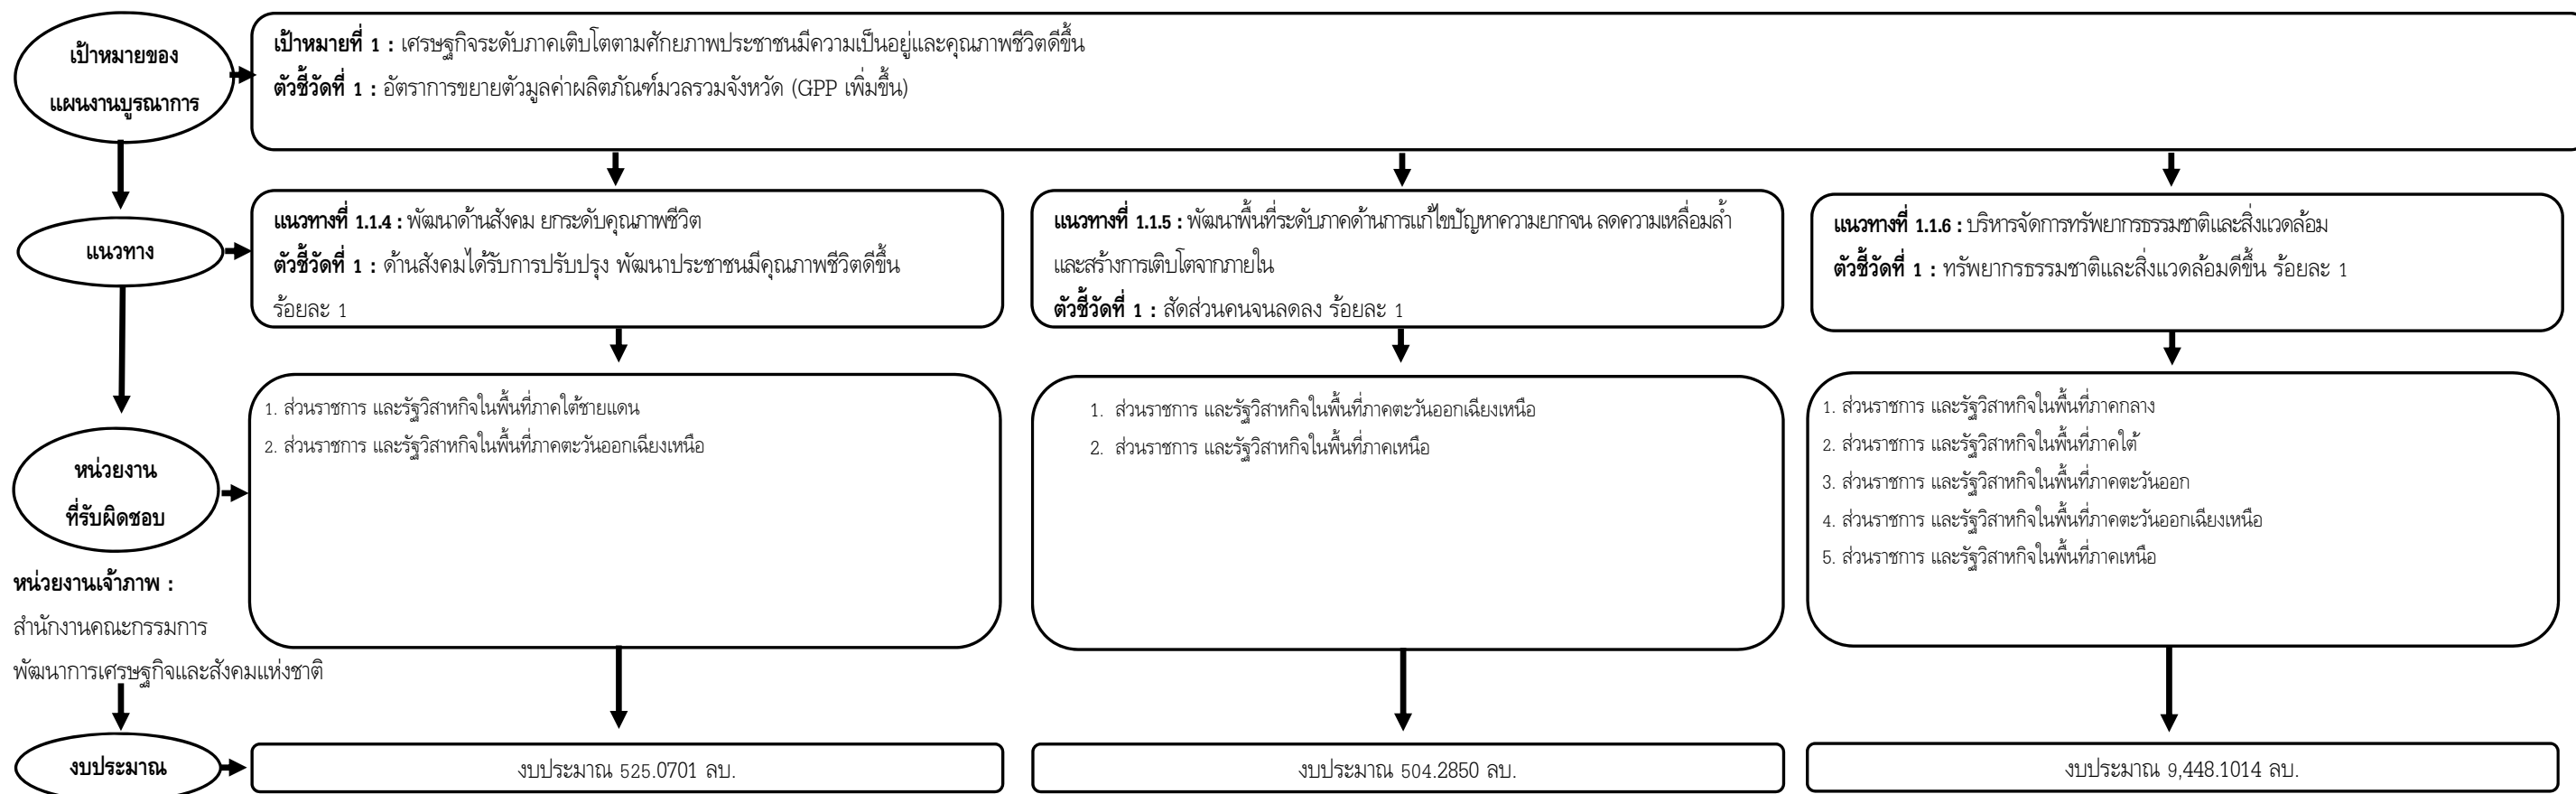 เป้าหมายของ
แผนงานบูรณาการ
เป้าหมายที่ 1 : เศรษฐกิจระดับภาคเติบโตตามศักยภาพประชาชนมีความเป็นอยู่และคุณภาพชีวิตดีขึ้น
ตัวชี้วัดที่ 1 : อัตราการขยายตัวมูลค่าผลิตภัณฑ์มวลรวมจังหวัด (GPP เพิ่มขึ้น)
แนวทาง
แนวทางที่ 1.1.4 : พัฒนาด้านสังคม ยกระดับคุณภาพชีวิต
ตัวชี้วัดที่ 1 : ด้านสังคมได้รับการปรับปรุง พัฒนาประชาชนมีคุณภาพชีวิตดีขึ้น
ร้อยละ 1
แนวทางที่ 1.1.5 : พัฒนาพื้นที่ระดับภาคด้านการแก้ไขปัญหาความยากจน ลดความเหลื่อมล้ำ
และสร้างการเติบโตจากภายใน
ตัวชี้วัดที่ 1 : สัดส่วนคนจนลดลง ร้อยละ 1
แนวทางที่ 1.1.6 : บริหารจัดการทรัพยากรธรรมชาติและสิ่งแวดล้อม
ตัวชี้วัดที่ 1 : ทรัพยากรธรรมชาติและสิ่งแวดล้อมดีขึ้น ร้อยละ 1
หน่วยงาน
ที่รับผิดชอบ
หน่วยงานเจ้าภาพ :
สำนักงานคณะกรรมการ
พัฒนาการเศรษฐกิจและสังคมแห่งชาติ
1. ส่วนราชการ และรัฐวิสาหกิจในพื้นที่ภาคใต้ชายแดน
2. ส่วนราชการ และรัฐวิสาหกิจในพื้นที่ภาคตะวันออกเฉียงเหนือ
1. ส่วนราชการ และรัฐวิสาหกิจในพื้นที่ภาคตะวันออกเฉียงเหนือ
2. ส่วนราชการ และรัฐวิสาหกิจในพื้นที่ภาคเหนือ
1. ส่วนราชการ และรัฐวิสาหกิจในพื้นที่ภาคกลาง
2. ส่วนราชการ และรัฐวิสาหกิจในพื้นที่ภาคใต้
3. ส่วนราชการ และรัฐวิสาหกิจในพื้นที่ภาคตะวันออก
4. ส่วนราชการ และรัฐวิสาหกิจในพื้นที่ภาคตะวันออกเฉียงเหนือ
5. ส่วนราชการ และรัฐวิสาหกิจในพื้นที่ภาคเหนือ
งบประมาณ
งบประมาณ 525.0701 ลบ.
งบประมาณ 504.2850 ลบ.
งบประมาณ 9,448.1014 ลบ.